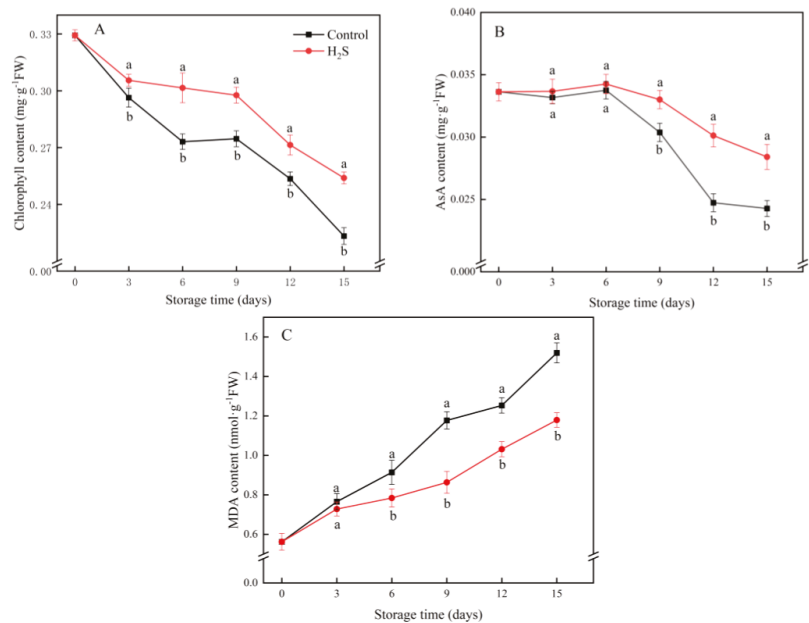 A
Control
H₂S
Chlorophyll content (mg·g⁻¹FW)
0.33
0.30
0.27
0.24
0.00
a
a
a
a
a
b
b
b
b
b
0
3
6
9
12
15
Storage time (days)
B
AsA content (mg·g⁻¹FW)
0.040
0.035
0.030
0.025
0.000
a
a
a
a
a
a
a
b
b
b
0
3
6
9
12
15
Storage time (days)
C
MDA content (nmol·g⁻¹FW)
1.6
1.4
1.2
1.0
0.8
0.6
0.0
a
a
a
a
a
a
b
b
b
b
0
3
6
9
12
15
Storage time (days)